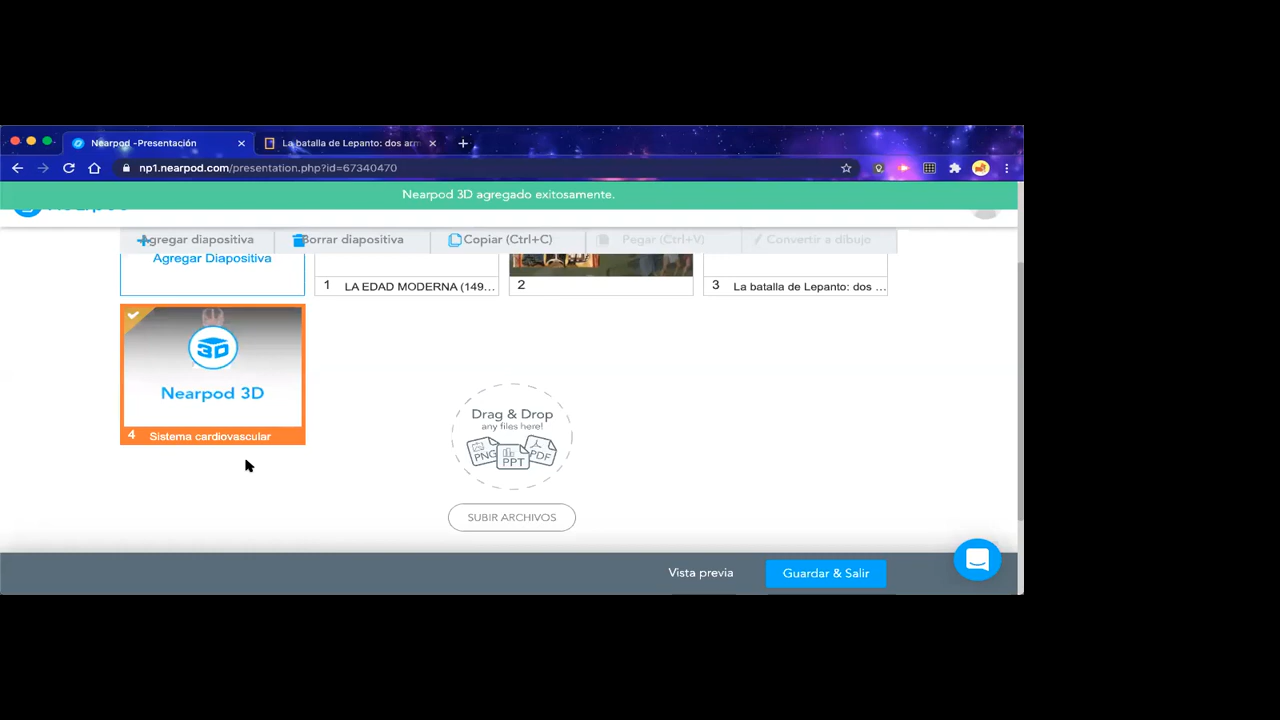 Nearpod -Presentación
La batalla de Lepanto: dos arm
np1.nearpod.com/presentation.php?id=67340470
Nearpod 3D agregado exitosamente.
Agregar diapositiva
Borrar diapositiva
Copiar (Ctrl+C)
Pegar (Ctrl+V)
Convertir a dibujo
Agregar Diapositiva
1 LA EDAD MODERNA (149...
2
3 La batalla de Lepanto: dos ...
3D
Nearpod 3D
4 Sistema cardiovascular
Drag & Drop
any files here!
PNG
PPT
PDF
SUBIR ARCHIVOS
Vista previa
Guardar & Salir